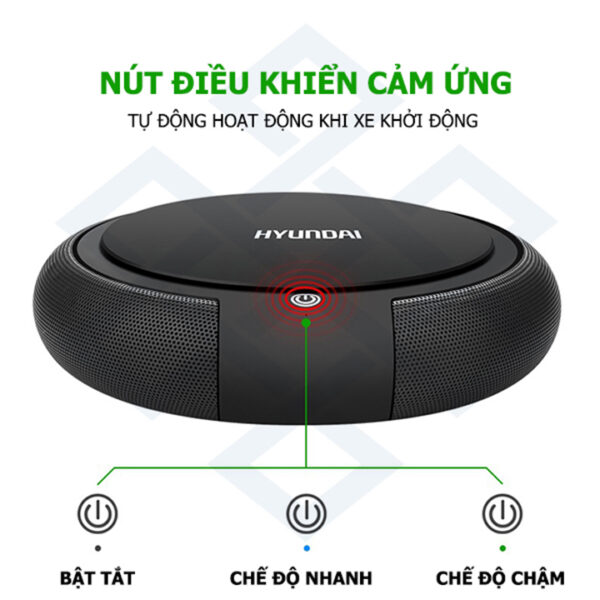 NÚT ĐIỀU KHIỂN CẢM ỨNG
TỰ ĐỘNG HOẠT ĐỘNG KHI XE KHỞI ĐỘNG
HYUNDAI
BẬT TẮT
CHẾ ĐỘ NHANH
CHẾ ĐỘ CHẬM